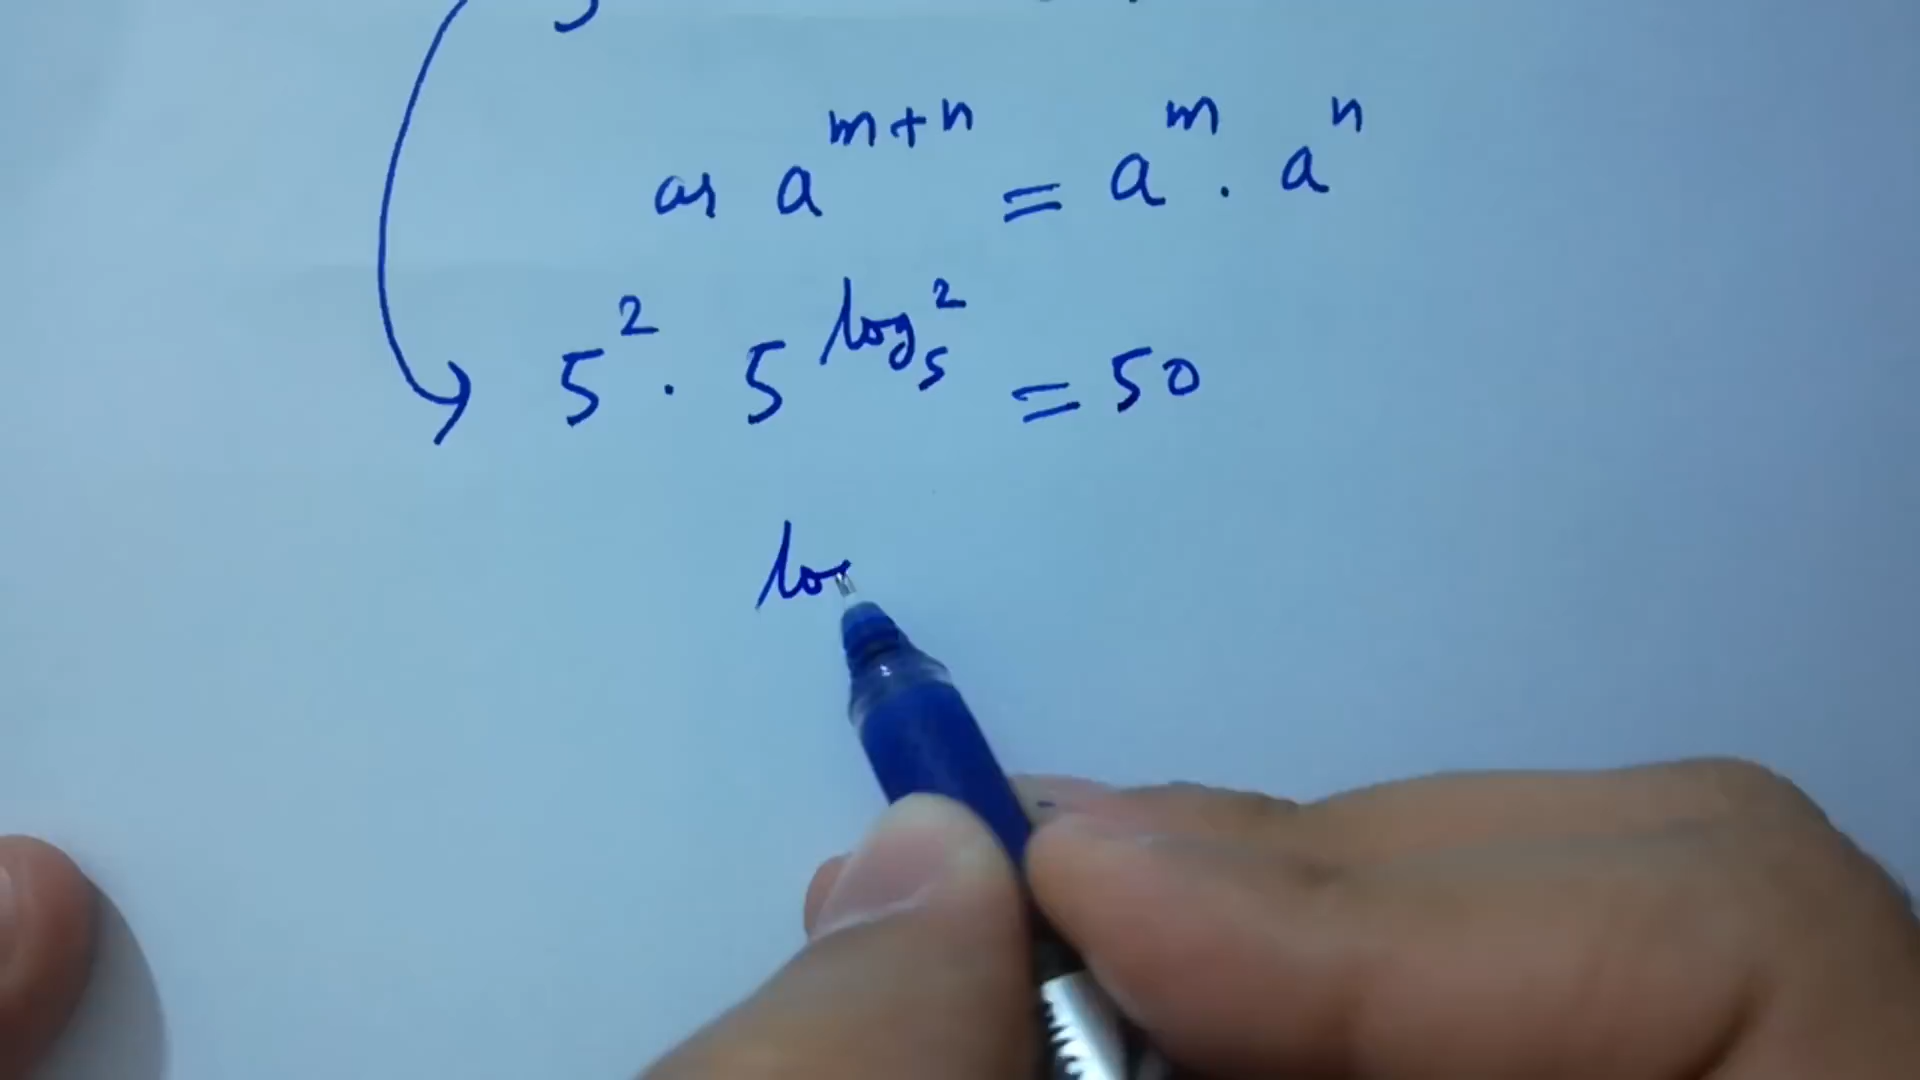 as a^{m+n} = a^m . a^n
5^2 . 5^{log_5 2} = 50
lo